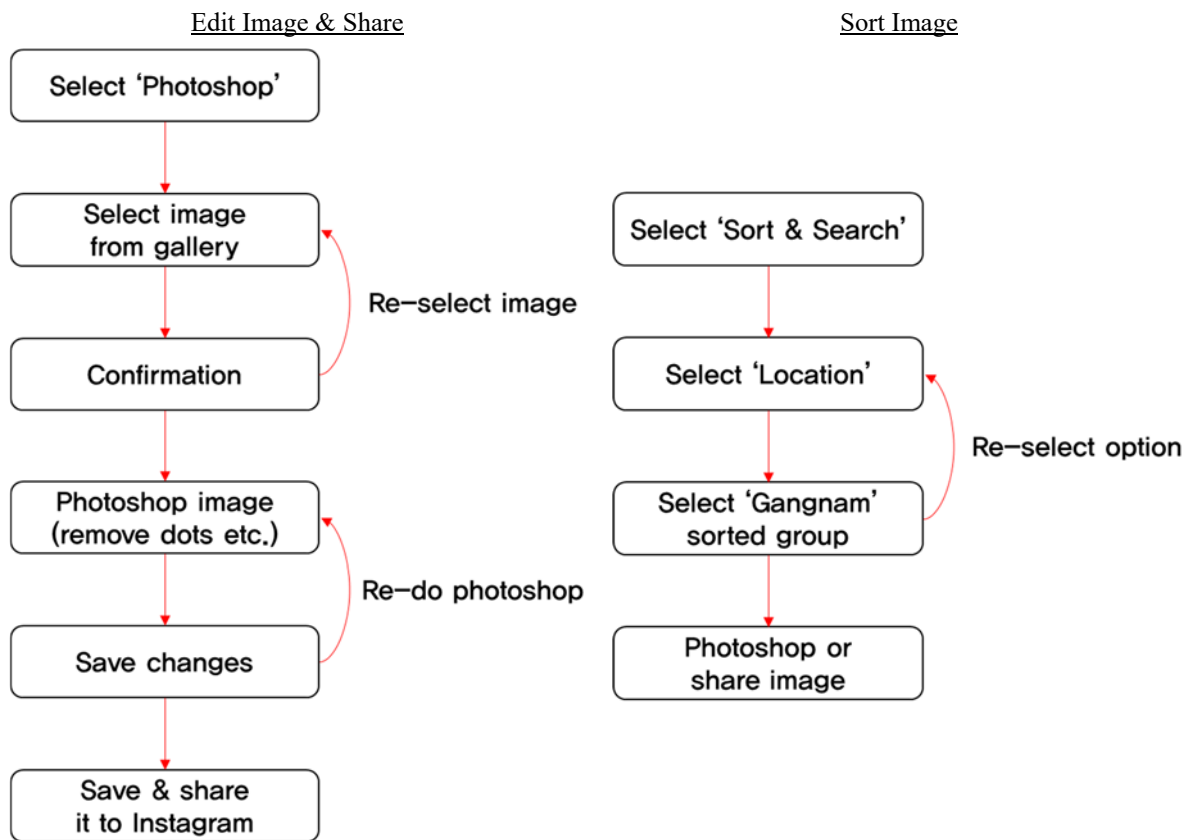 Edit Image & Share
Select ‘Photoshop’
Select image
from gallery
Re-select image
Confirmation
Photoshop image
(remove dots etc.)
Re-do photoshop
Save changes
Save & share
it to Instagram
Sort Image
Select ‘Sort & Search’
Select ‘Location’
Re-select option
Select ‘Gangnam’
sorted group
Photoshop or
share image